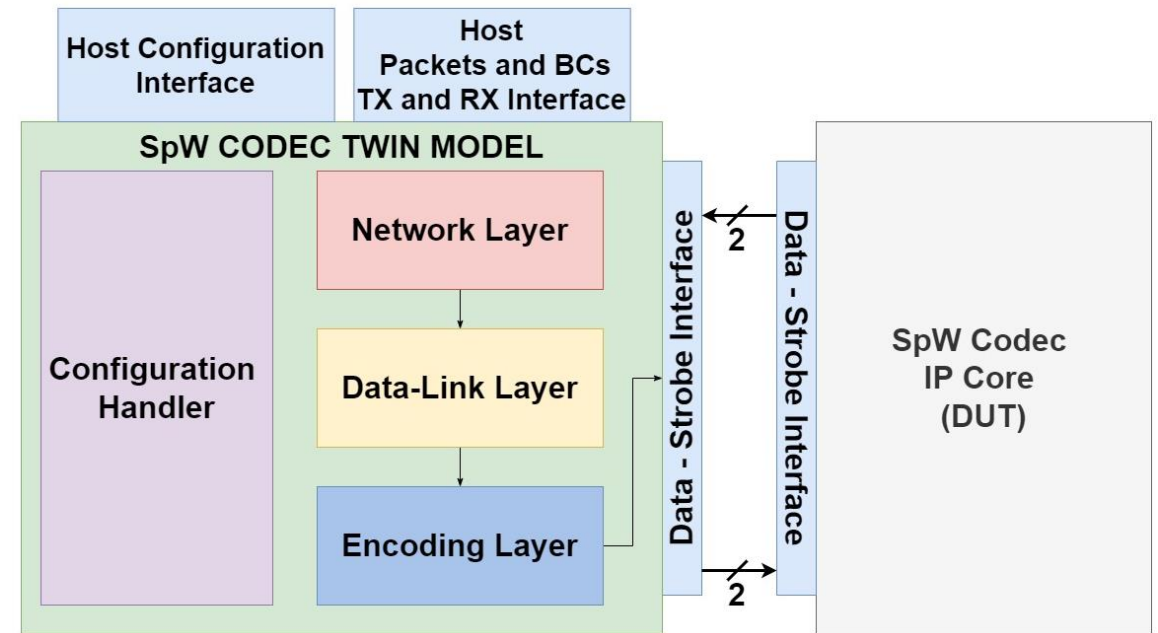 Host Configuration
Interface
Host
Packets and BCs
TX and RX Interface
SpW CODEC TWIN MODEL
Configuration
Handler
Network Layer
Data-Link Layer
Encoding Layer
Data - Strobe Interface
2
2
Data - Strobe Interface
SpW Codec
IP Core
(DUT)